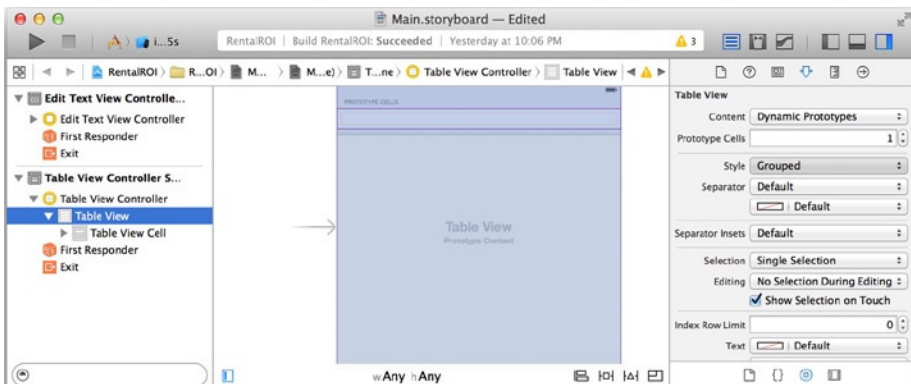 Main.storyboard — Edited
i...5s
RentalROI | Build RentalROI: Succeeded | Yesterday at 10:06 PM
3
RentalROI
R...OI)
M...
M...e)
T...ne
Table View Controller
Table View
Edit Text View Controlle...
Edit Text View Controller
First Responder
Exit
Table View Controller S...
Table View Controller
Table View
Table View Cell
First Responder
Exit
PROTOTYPE CELLS
Table View
Prototype Content
wAny hAny
Table View
Content Dynamic Prototypes
Prototype Cells 1
Style Grouped
Separator Default
Default
Separator Insets Default
Selection Single Selection
Editing No Selection During Editing
Show Selection on Touch
Index Row Limit 0
Text Default